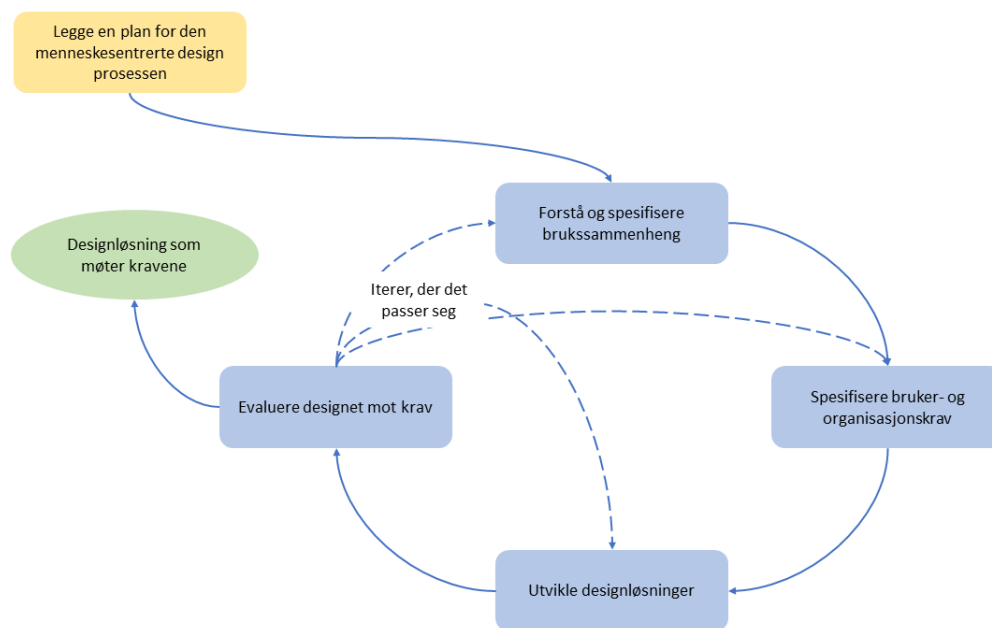 Legge en plan for den
menneskesentrerte design
prosessen
Forstå og spesifisere
brukssammenheng
Designløsning som
møter kravene
Iterer, der det
passer seg
Evaluere designet mot krav
Spesifisere bruker- og
organisasjonskrav
Utvikle designløsninger